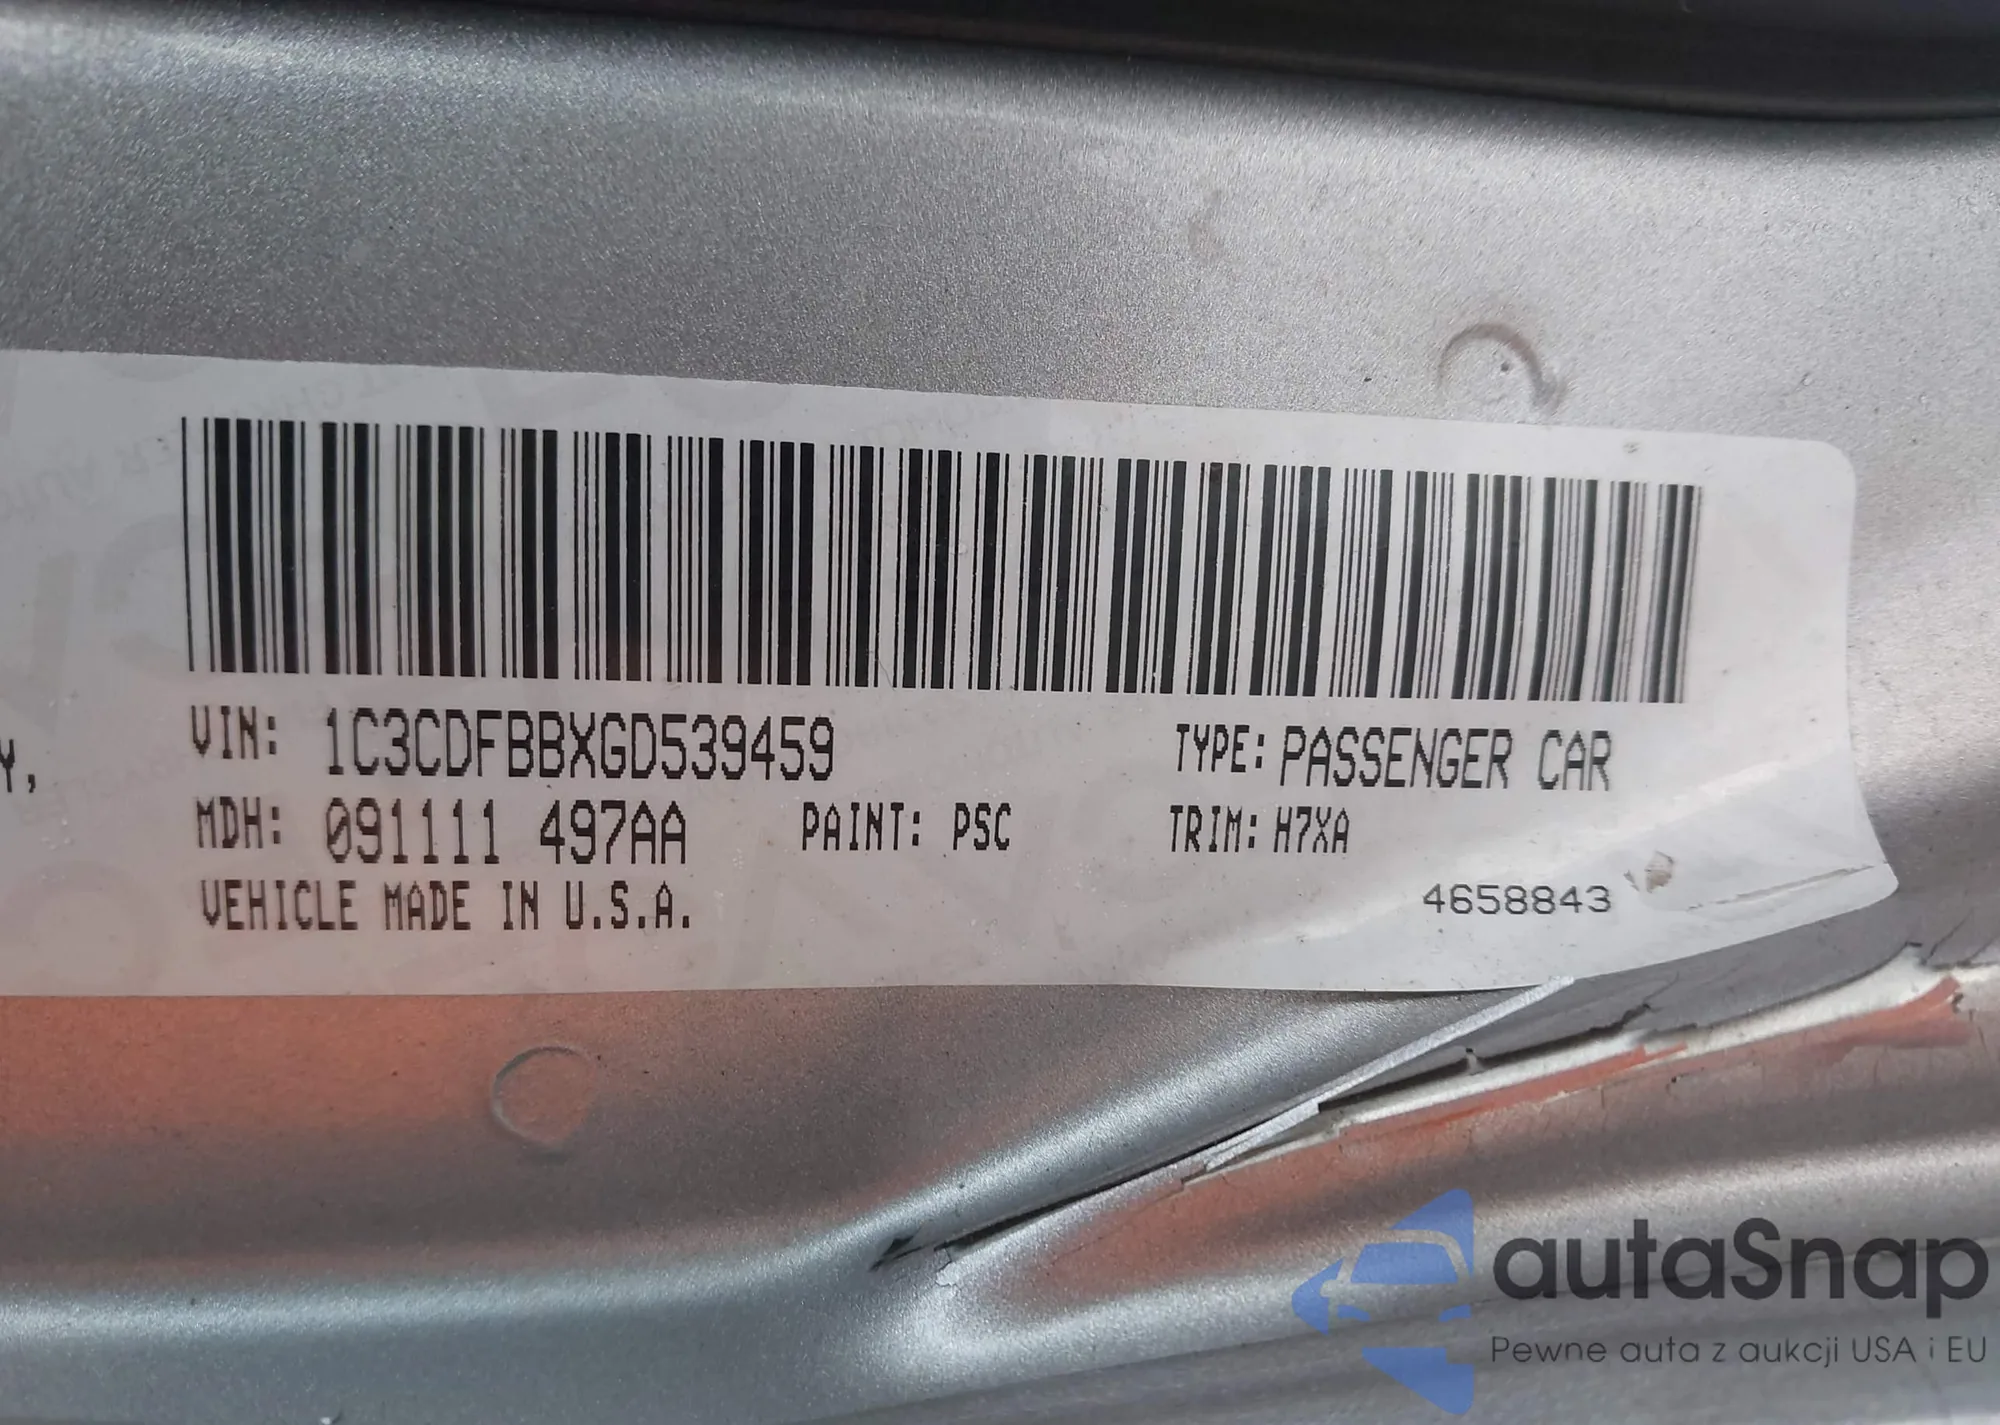 VIN: 1C3CDFBBXGD539459 TYPE: PASSENGER CAR
Y,
MDH: 091111 497AA PAINT: PSC TRIM: H7XA
VEHICLE MADE IN U.S.A.
4658843
autaSnap
Pewne auta z aukcji USA i EU